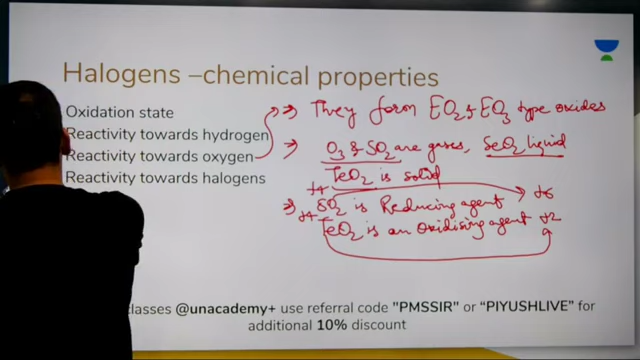 Halogens –chemical properties
Oxidation state
Reactivity towards hydrogen
Reactivity towards oxygen
Reactivity towards halogens
⇒ They form EO₂ & EO₃ type oxides
⇒ O₃ & SO₂ are gases, SeO₂ liquid
TeO₂ is solid
+4 +6
⇒ SO₂ is Reducing agent
+4 TeO₂ is an Oxidising agent +2
classes @unacademy+ use referral code "PMSSIR" or "PIYUSHLIVE" for
additional 10% discount